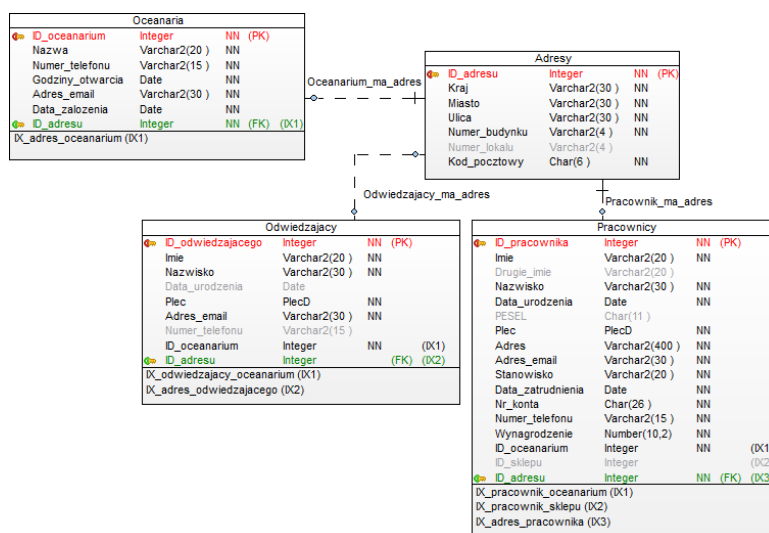 Oceanaria
ID_oceanarium Integer NN (PK)
Nazwa Varchar2(20 ) NN
Numer_telefonu Varchar2(15 ) NN
Godziny_otwarcia Date NN
Adres_email Varchar2(30 ) NN
Data_zalozenia Date NN
ID_adresu Integer NN (FK) (IX1)
IX_adres_oceanarium (IX1)
Oceanarium_ma_adres
Adresy
ID_adresu Integer NN (PK)
Kraj Varchar2(30 ) NN
Miasto Varchar2(30 ) NN
Ulica Varchar2(30 ) NN
Numer_budynku Varchar2(4 ) NN
Numer_lokalu Varchar2(4 )
Kod_pocztowy Char(6 ) NN
Odwiedzajacy_ma_adres
Pracownik_ma_adres
Odwiedzajacy
ID_odwiedzajacego Integer NN (PK)
Imie Varchar2(20 ) NN
Nazwisko Varchar2(30 ) NN
Data_urodzenia Date
Plec PlecD NN
Adres_email Varchar2(30 ) NN
Numer_telefonu Varchar2(15 )
ID_oceanarium Integer NN (IX1)
ID_adresu Integer (FK) (IX2)
IX_odwiedzajacy_oceanarium (IX1)
IX_adres_odwiedzajacego (IX2)
Pracownicy
ID_pracownika Integer NN (PK)
Imie Varchar2(20 ) NN
Drugie_imie Varchar2(20 )
Nazwisko Varchar2(30 ) NN
Data_urodzenia Date NN
PESEL Char(11 )
Plec PlecD NN
Adres Varchar2(400 ) NN
Adres_email Varchar2(30 ) NN
Stanowisko Varchar2(20 ) NN
Data_zatrudnienia Date NN
Nr_konta Char(26 ) NN
Numer_telefonu Varchar2(15 ) NN
Wynagrodzenie Number(10,2) NN
ID_oceanarium Integer NN (IX1
ID_sklepu Integer (IX2
ID_adresu Integer NN (FK) (IX3
IX_pracownik_oceanarium (IX1)
IX_pracownik_sklepu (IX2)
IX_adres_pracownika (IX3)